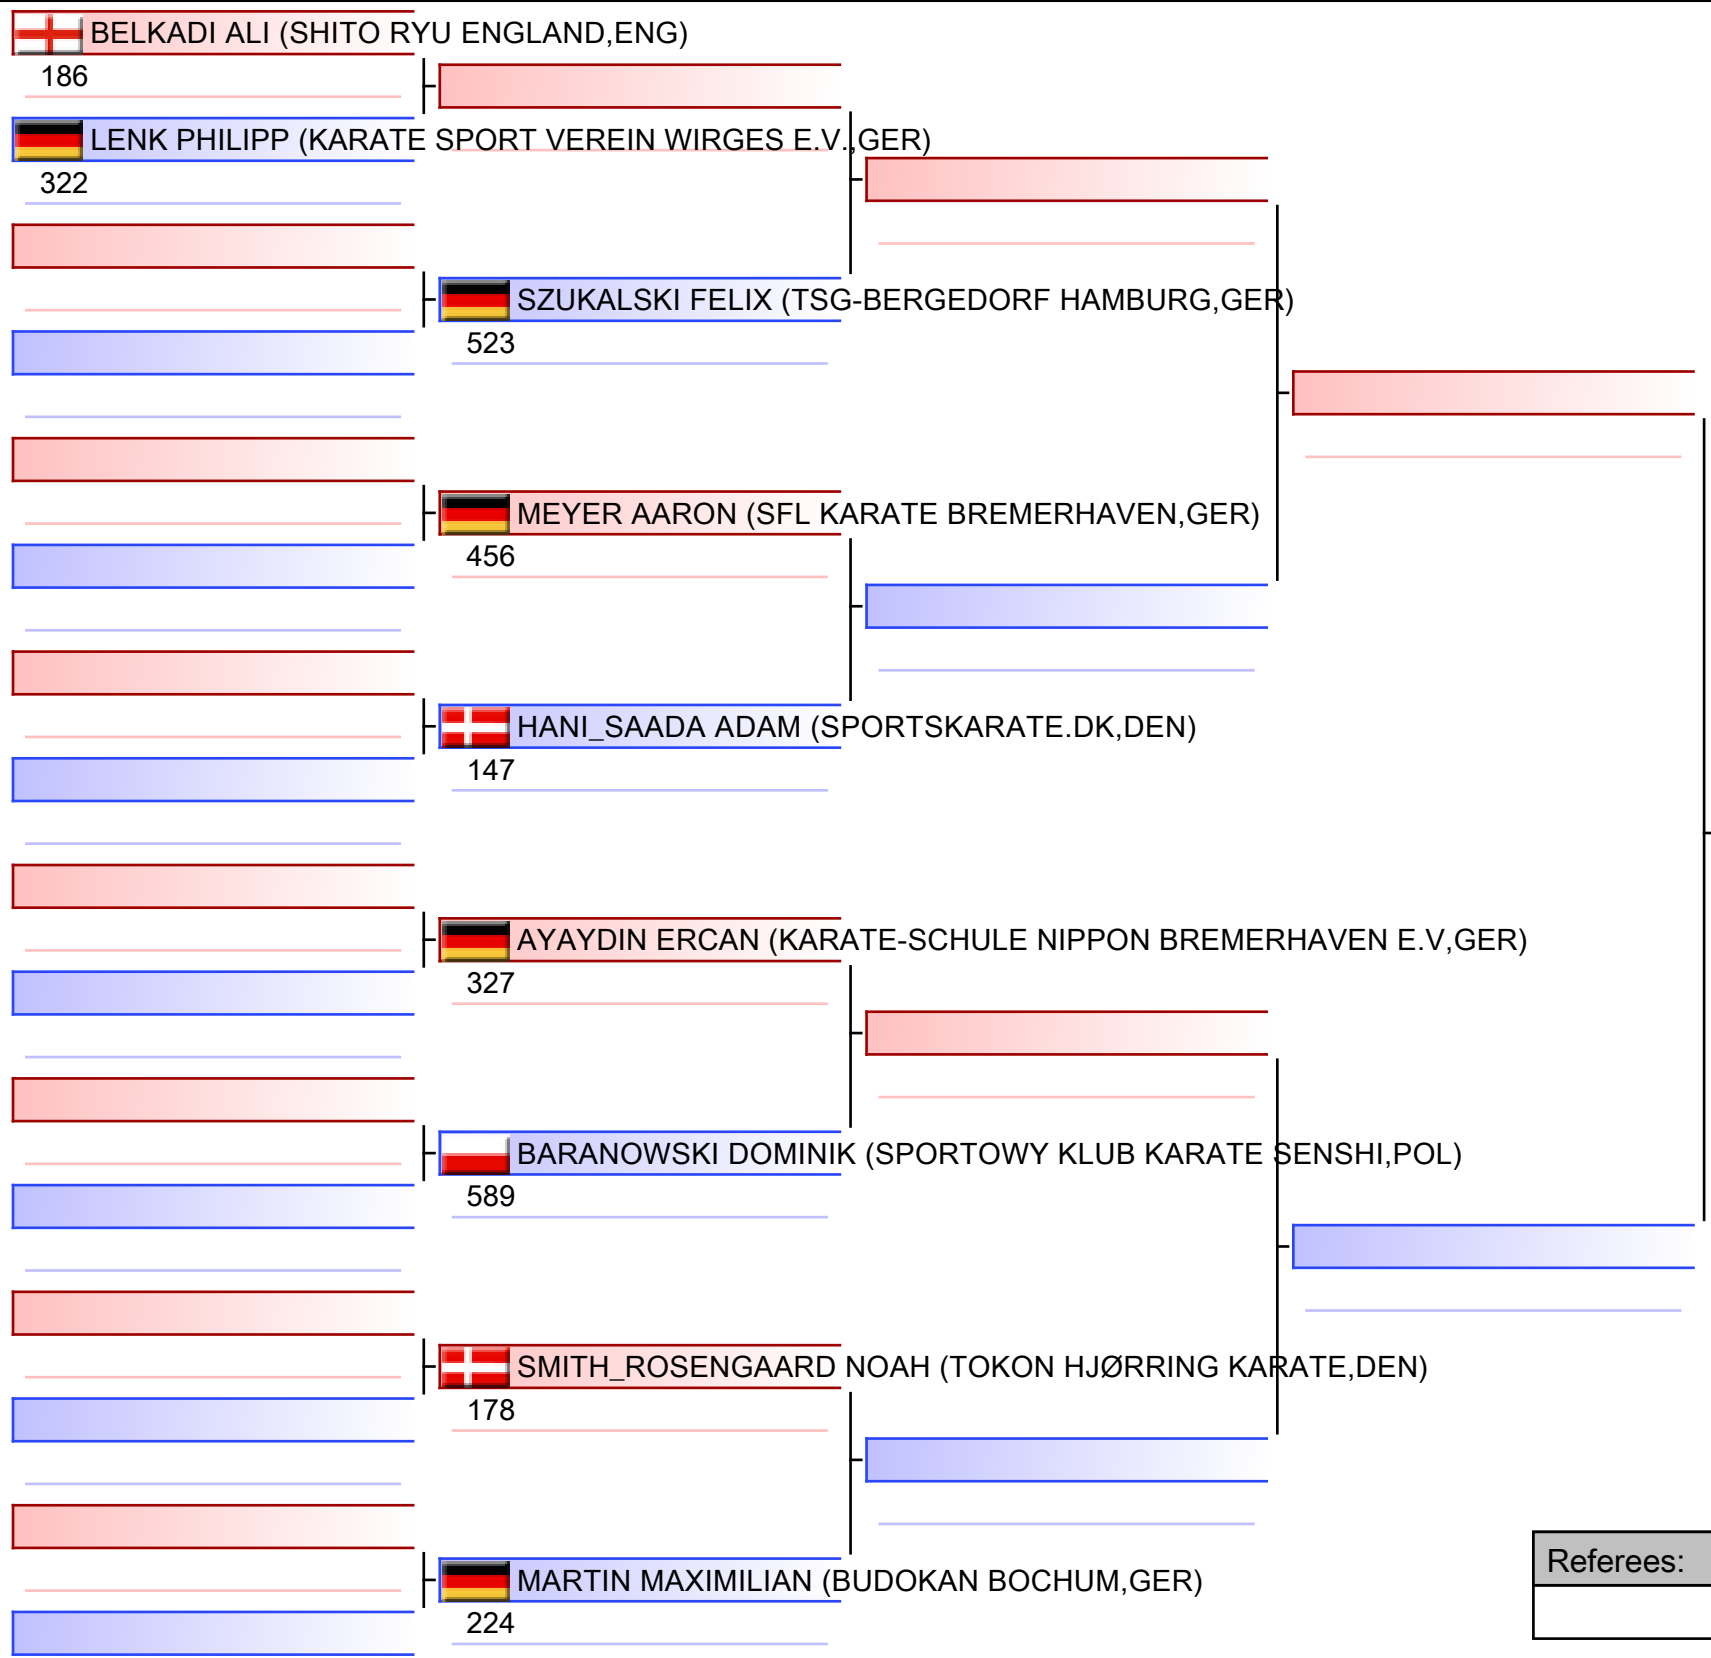 BELKADI ALI (SHITO RYU ENGLAND,ENG)
186
LENK PHILIPP (KARATE SPORT VEREIN WIRGES E.V.,GER)
322
SZUKALSKI FELIX (TSG-BERGEDORF HAMBURG,GER)
523
MEYER AARON (SFL KARATE BREMERHAVEN,GER)
456
HANI_SAADA ADAM (SPORTSKARATE.DK,DEN)
147
AYAYDIN ERCAN (KARATE-SCHULE NIPPON BREMERHAVEN E.V,GER)
327
BARANOWSKI DOMINIK (SPORTOWY KLUB KARATE SENSHI,POL)
589
SMITH_ROSENGAARD NOAH (TOKON HJØRRING KARATE,DEN)
178
MARTIN MAXIMILIAN (BUDOKAN BOCHUM,GER)
224
Referees: